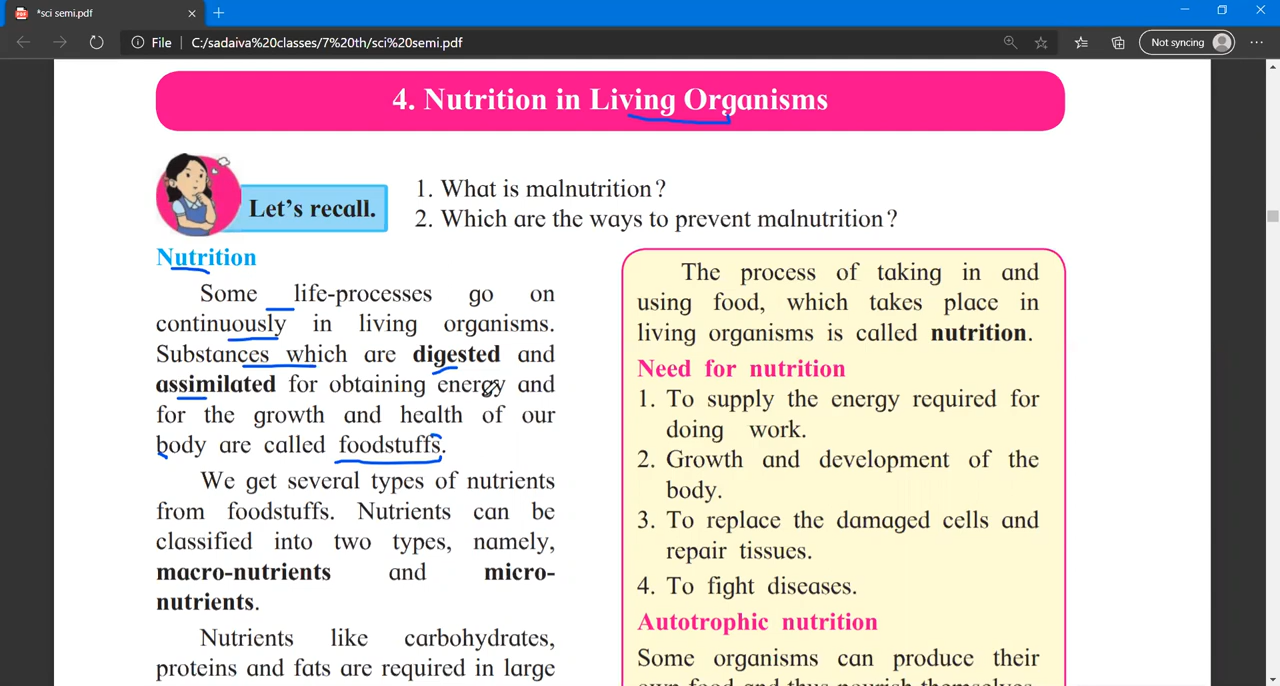 *sci semi.pdf
File
C:/sadaiva%20classes/7%20th/sci%20semi.pdf
Not syncing
4. Nutrition in Living Organisms
Let's recall.
1. What is malnutrition?
2. Which are the ways to prevent malnutrition?
Nutrition
Some life-processes go on
continuously in living organisms.
Substances which are digested and
assimilated for obtaining energy and
for the growth and health of our
body are called foodstuffs.
We get several types of nutrients
from foodstuffs. Nutrients can be
classified into two types, namely,
macro-nutrients and micro-
nutrients.
Nutrients like carbohydrates,
proteins and fats are required in large
The process of taking in and
using food, which takes place in
living organisms is called nutrition.
Need for nutrition
1. To supply the energy required for
doing work.
2. Growth and development of the
body.
3. To replace the damaged cells and
repair tissues.
4. To fight diseases.
Autotrophic nutrition
Some organisms can produce their
own food and thus nourish themselves.